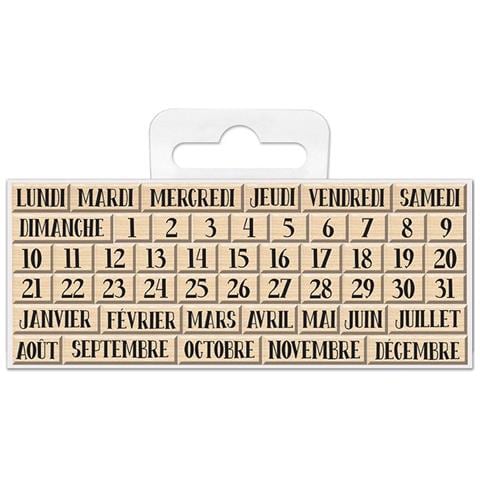 LUNDI MARDI MERCREDI JEUDI VENDREDI SAMEDI
DIMANCHE 1 2 3 4 5 6 7 8 9
10 11 12 13 14 15 16 17 18 19 20
21 22 23 24 25 26 27 28 29 30 31
JANVIER FÉVRIER MARS AVRIL MAI JUIN JUILLET
AOÛT SEPTEMBRE OCTOBRE NOVEMBRE DÉCEMBRE